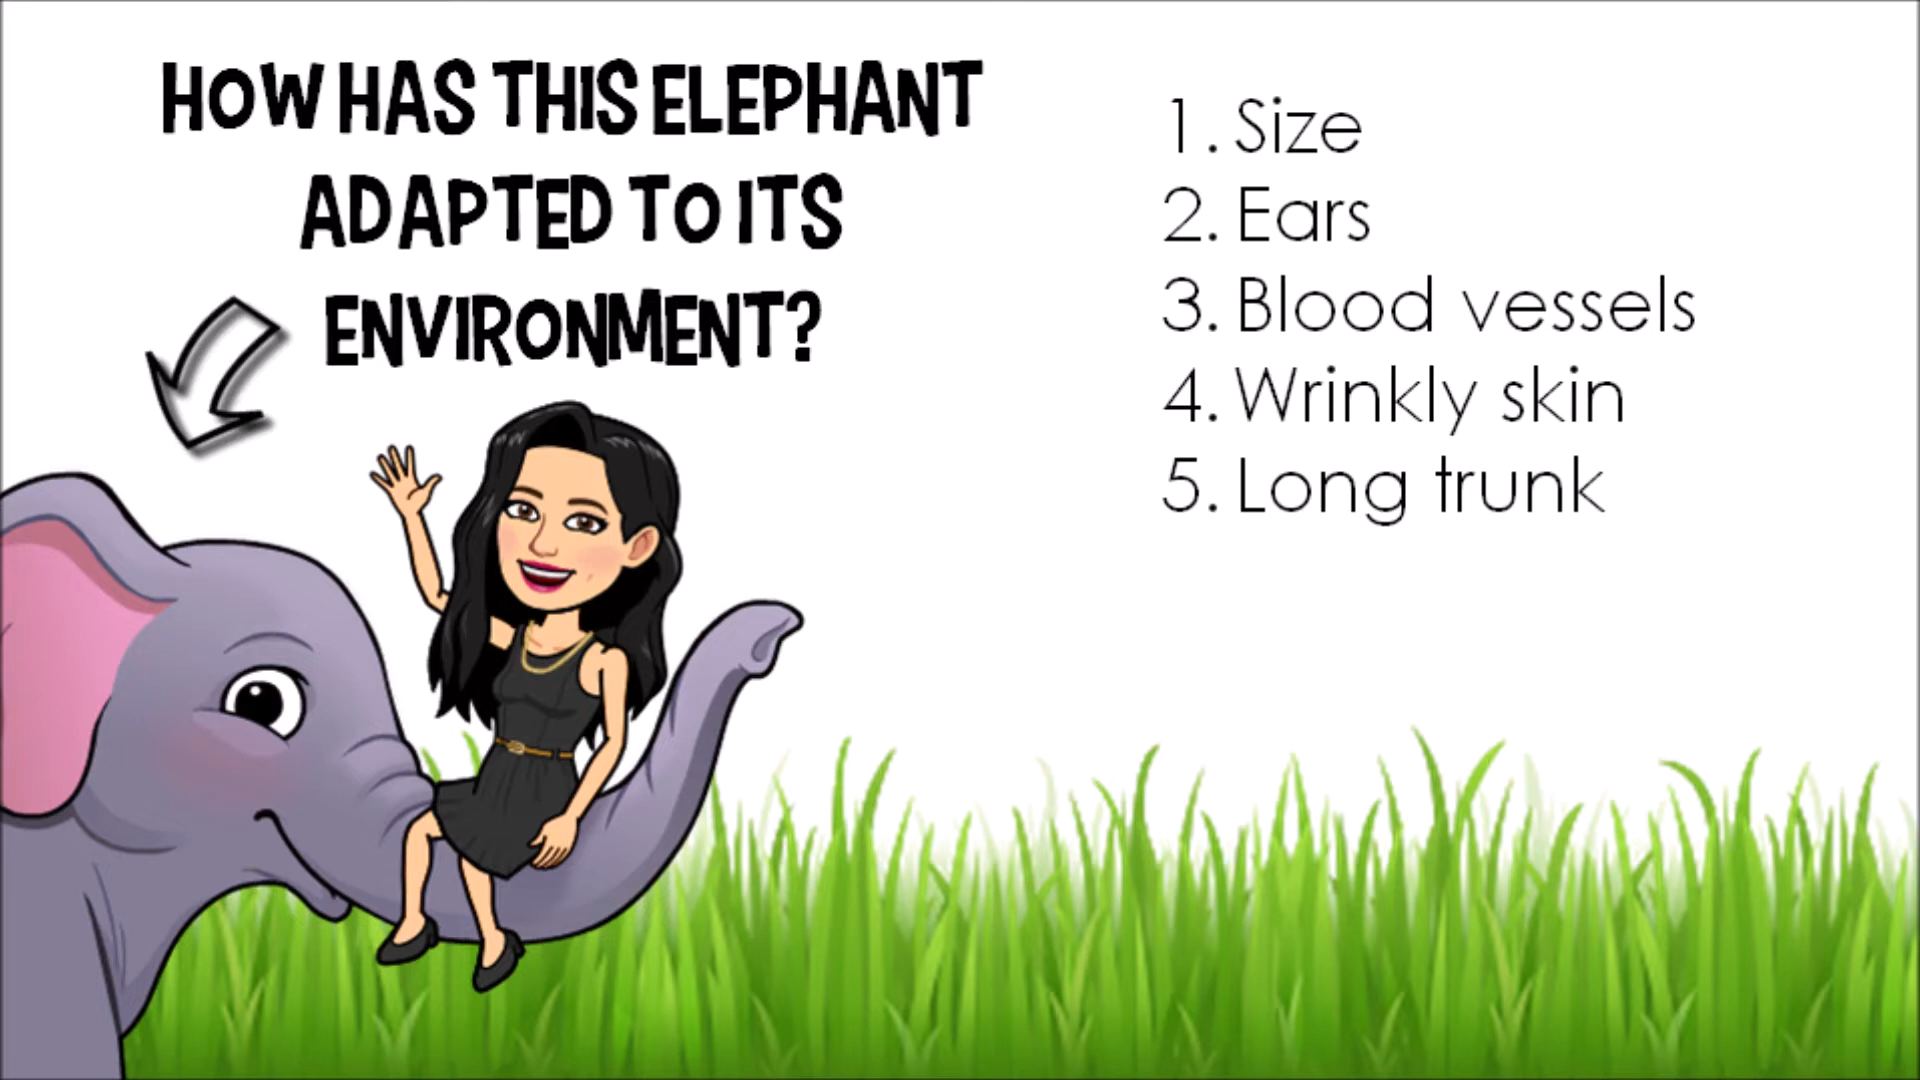 HOW HAS THIS ELEPHANT
ADAPTED TO ITS
ENVIRONMENT?
1. Size
2. Ears
3. Blood vessels
4. Wrinkly skin
5. Long trunk